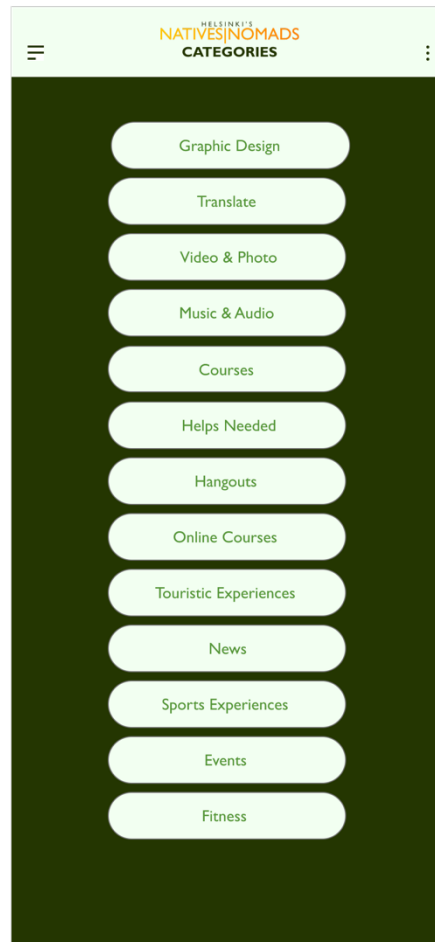 HELSINKI'S
NATIVES|NOMADS
CATEGORIES
Graphic Design
Translate
Video & Photo
Music & Audio
Courses
Helps Needed
Hangouts
Online Courses
Touristic Experiences
News
Sports Experiences
Events
Fitness